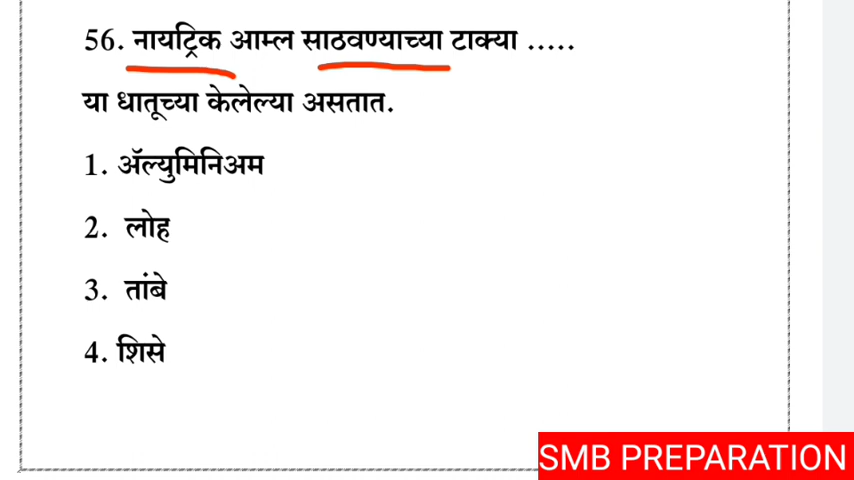 56. नायट्रिक आम्ल साठवण्याच्या टाक्या .....
या धातूच्या केलेल्या असतात.
1. ॲल्युमिनिअम
2. लोह
3. तांबे
4. शिसे
SMB PREPARATION